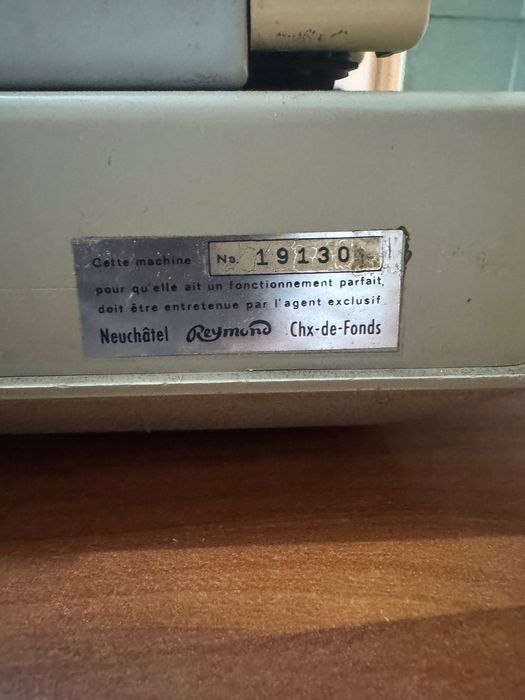 Cette machine No. 19130
pour qu'elle ait un fonctionnement parfait,
doit être entretenue par l'agent exclusif
Neuchâtel Reymond Chx-de-Fonds